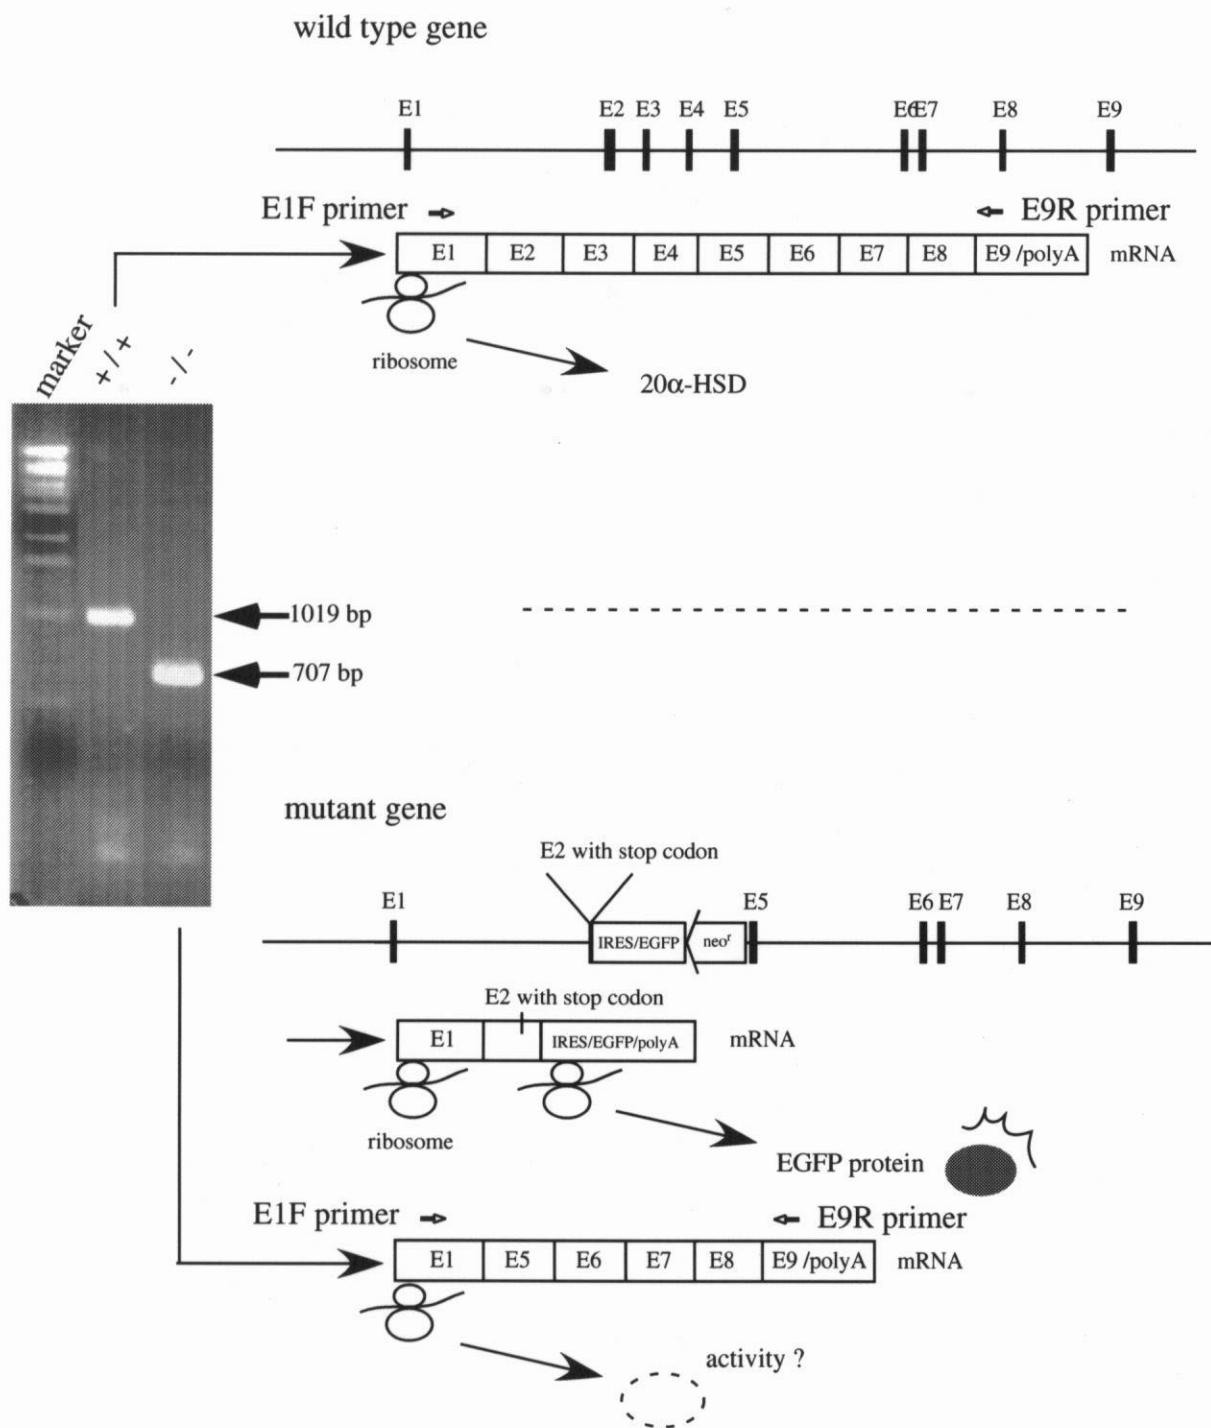 wild type gene
E1 E2 E3 E4 E5 E6 E7 E8 E9
E1F primer E9R primer
E1 E2 E3 E4 E5 E6 E7 E8 E9 /polyA mRNA
ribosome
20α-HSD
marker +/+ -/-
1019 bp
707 bp
mutant gene
E2 with stop codon
E1 E5 E6 E7 E8 E9
IRES/EGFP neoʳ
E2 with stop codon
E1 IRES/EGFP/polyA mRNA
ribosome
EGFP protein
E1F primer E9R primer
E1 E5 E6 E7 E8 E9 /polyA mRNA
activity ?